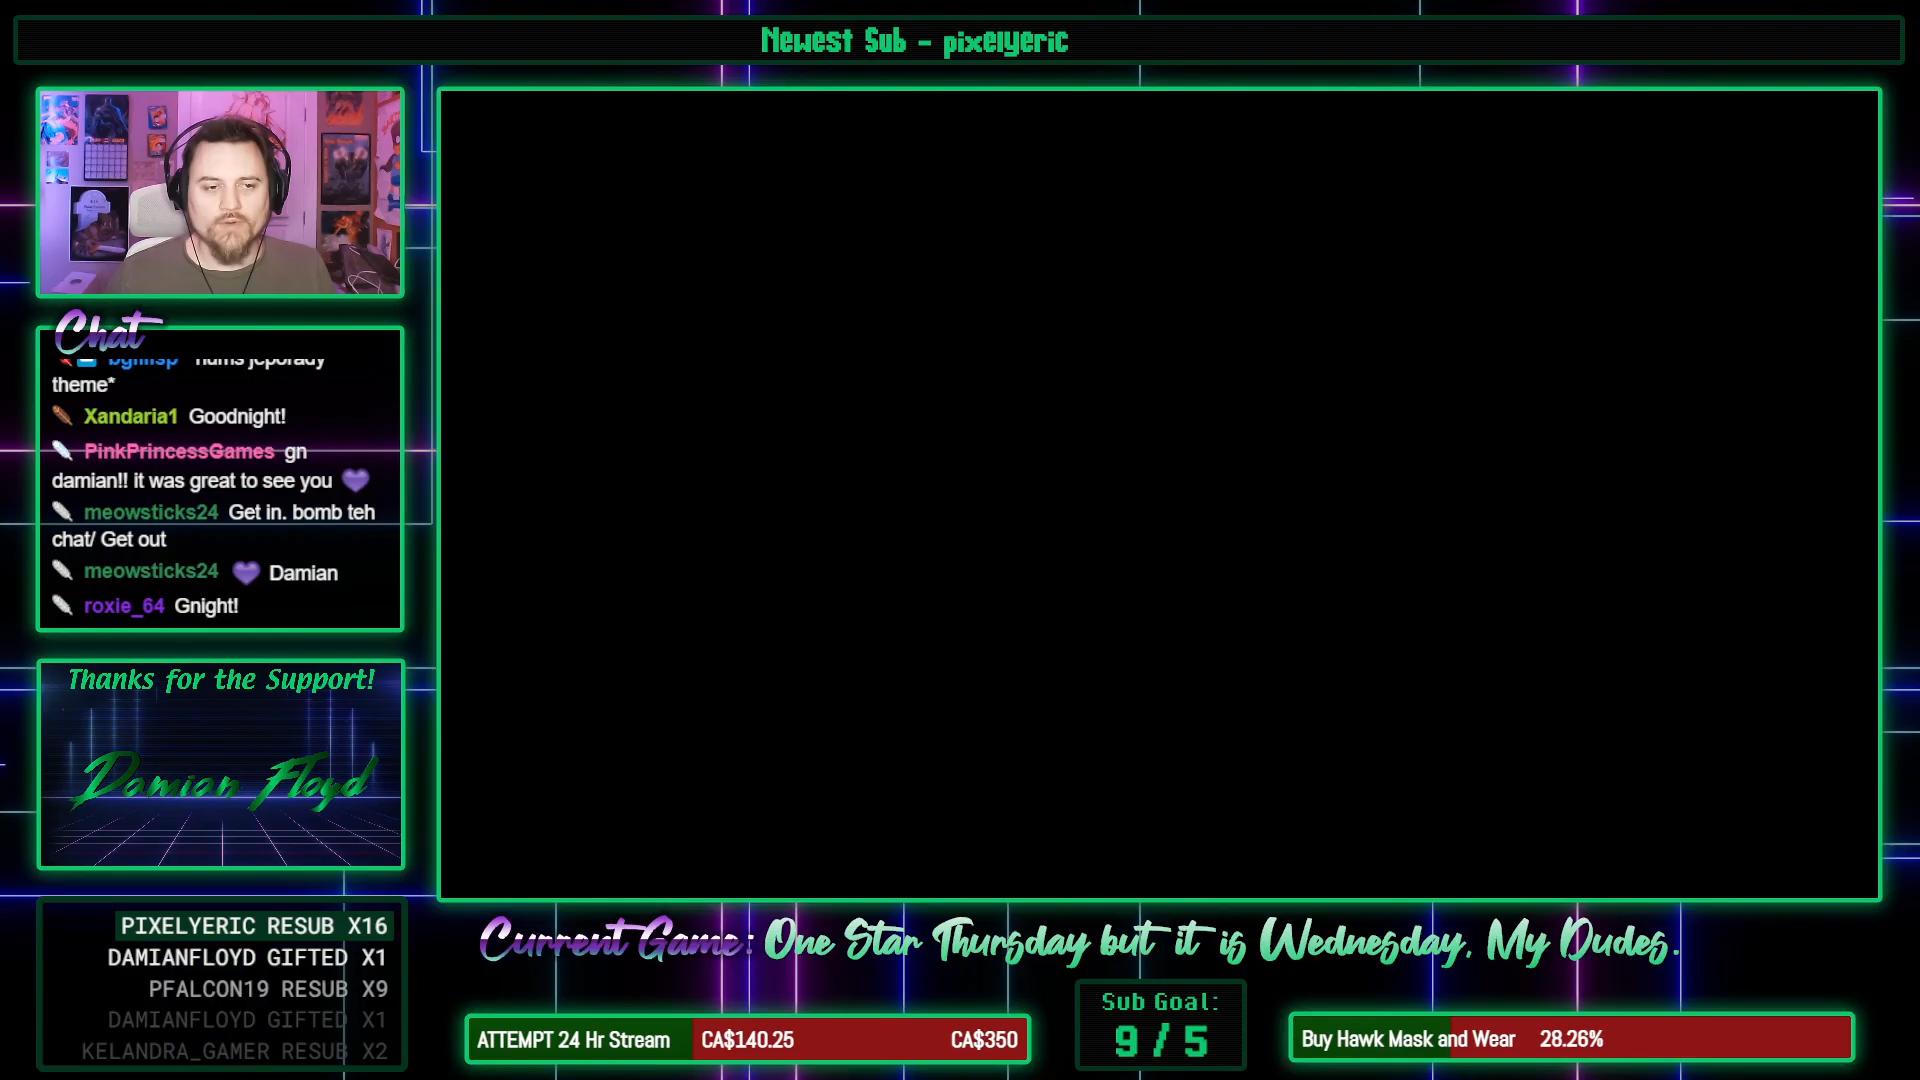 Newest Sub - pixelyeric
Chat
theme*
Xandaria1 Goodnight!
PinkPrincessGames gn
damian!! it was great to see you
meowsticks24 Get in. bomb teh
chat/ Get out
meowsticks24 Damian
roxie_64 Gnight!
Thanks for the Support!
Damian Floyd
PIXELYERIC RESUB X16
DAMIANFLOYD GIFTED X1
PFALCON19 RESUB X9
DAMIANFLOYD GIFTED X1
KELANDRA_GAMER RESUB X2
Current Game: One Star Thursday but it is Wednesday, My Dudes.
ATTEMPT 24 Hr Stream CA$140.25 CA$350
Sub Goal:
9 / 5
Buy Hawk Mask and Wear 28.26%